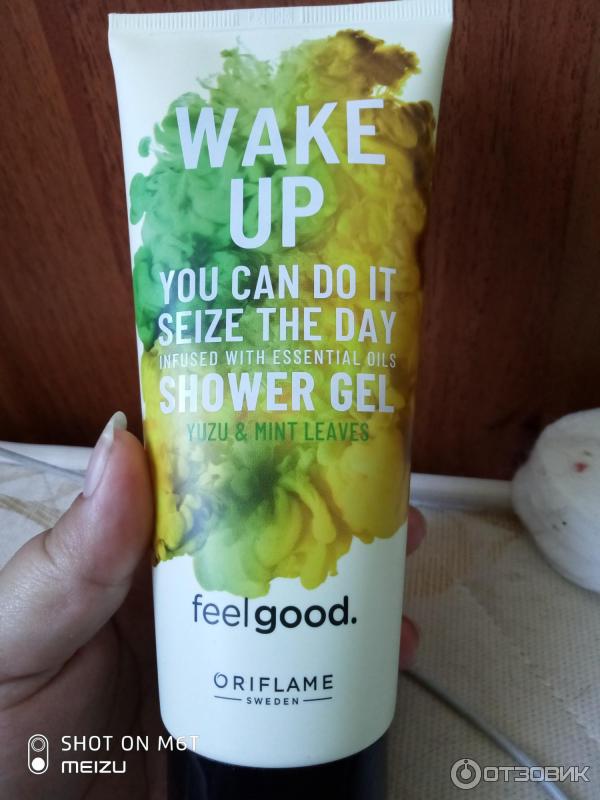 WAKE
UP
YOU CAN DO IT
SEIZE THE DAY
INFUSED WITH ESSENTIAL OILS
SHOWER GEL
YUZU & MINT LEAVES
feelgood.
ORIFLAME
SWEDEN
SHOT ON M6T
MEIZU
ОТЗОВИК